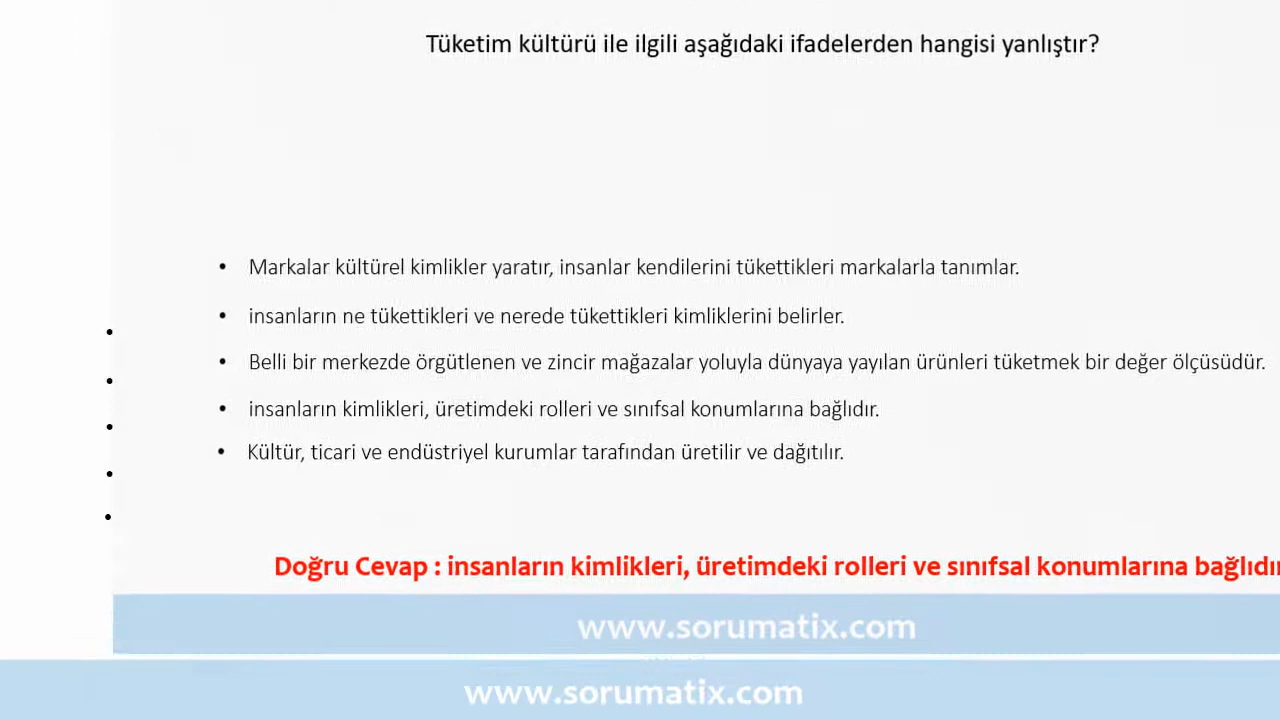 Tüketim kültürü ile ilgili aşağıdaki ifadelerden hangisi yanlıştır?
• Markalar kültürel kimlikler yaratır, insanlar kendilerini tükettikleri markalarla tanımlar.
• insanların ne tükettikleri ve nerede tükettikleri kimliklerini belirler.
• Belli bir merkezde örgütlenen ve zincir mağazalar yoluyla dünyaya yayılan ürünleri tüketmek bir değer ölçüsüdür.
• insanların kimlikleri, üretimdeki rolleri ve sınıfsal konumlarına bağlıdır.
• Kültür, ticari ve endüstriyel kurumlar tarafından üretilir ve dağıtılır.
Doğru Cevap : insanların kimlikleri, üretimdeki rolleri ve sınıfsal konumlarına
www.sorumatix.com
www.sorumatix.com